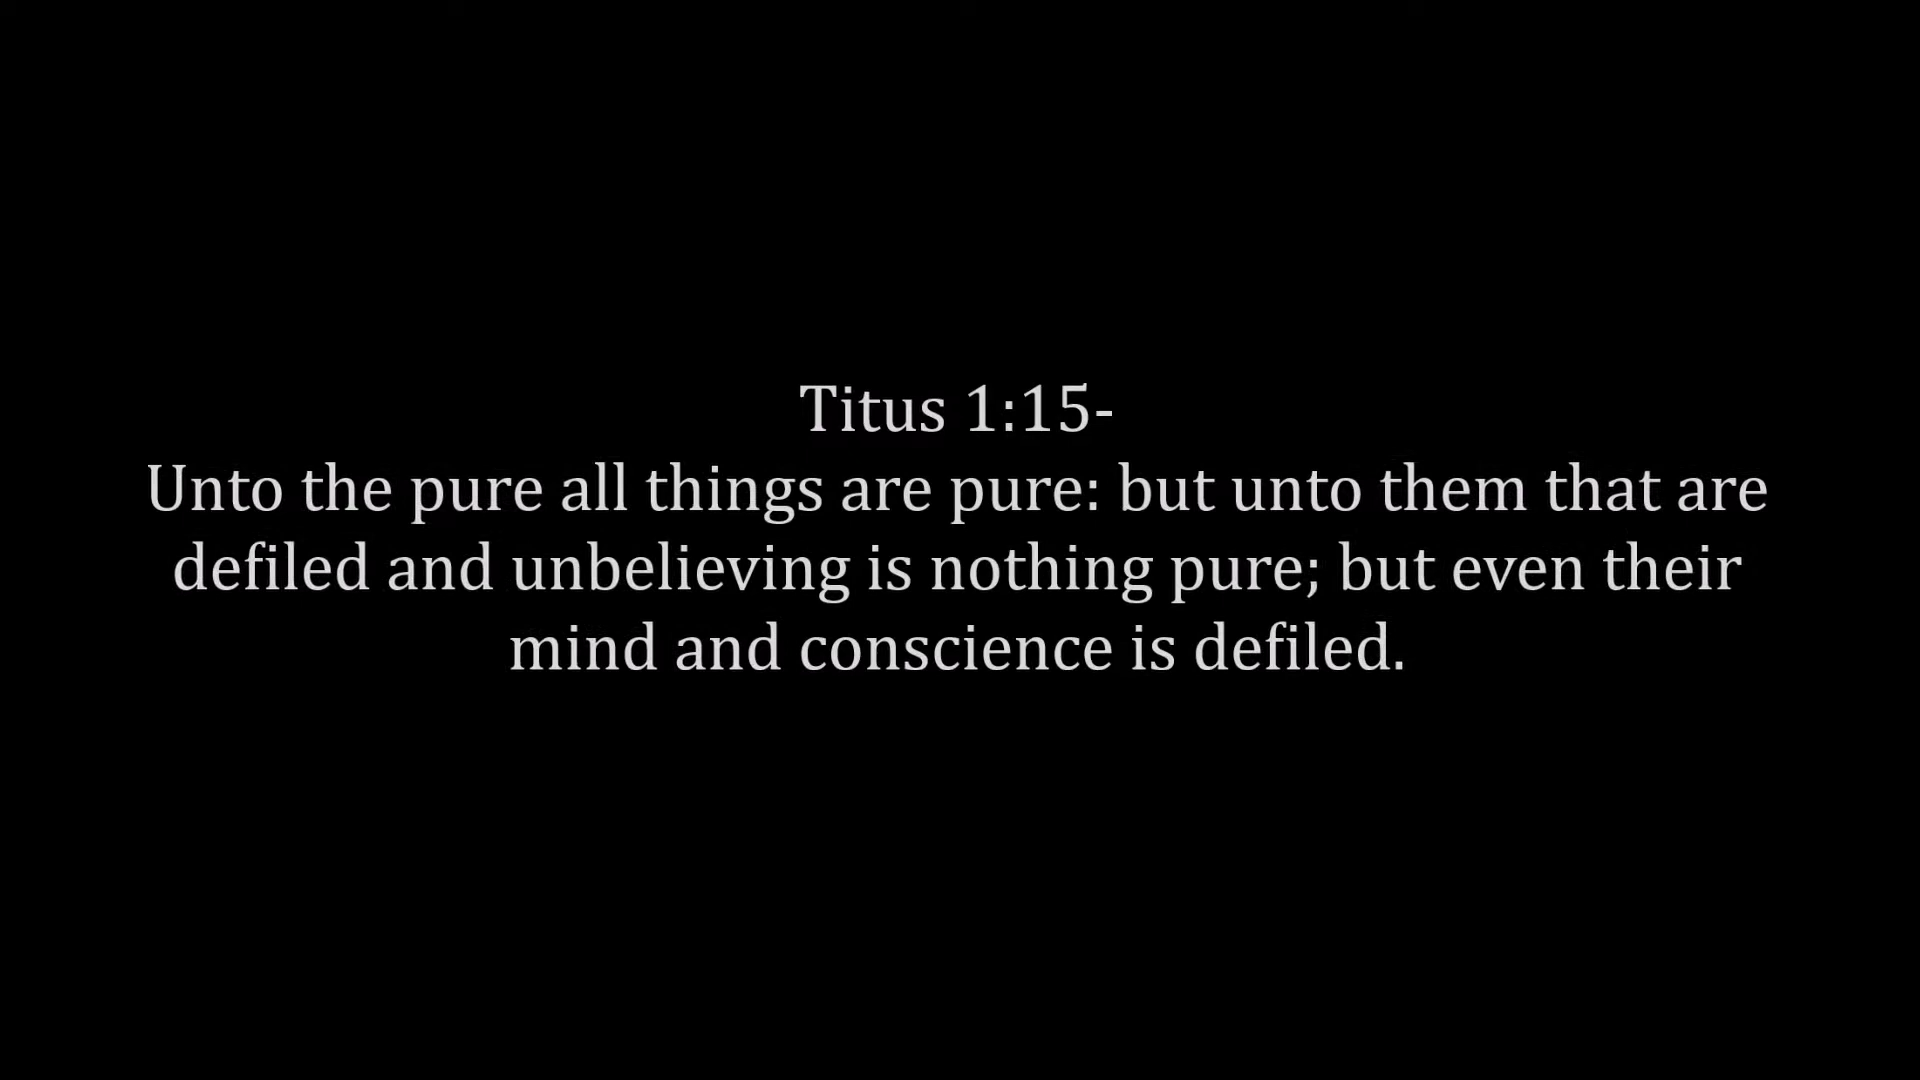 Titus 1:15-
Unto the pure all things are pure: but unto them that are
defiled and unbelieving is nothing pure; but even their
mind and conscience is defiled.